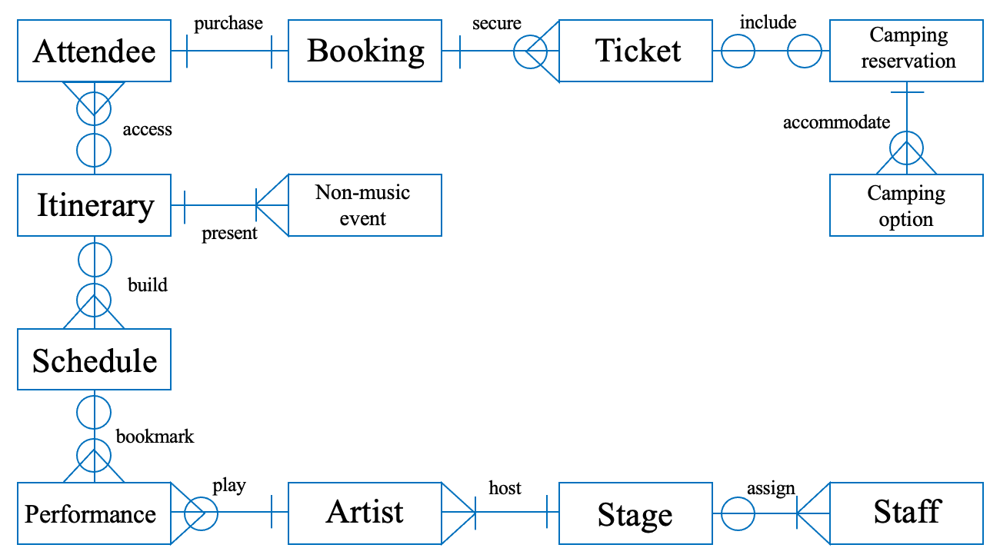 purchase
secure
include
Attendee
Booking
Ticket
Camping
reservation
access
accommodate
Itinerary
Non-music
event
Camping
option
present
build
Schedule
bookmark
play
host
assign
Performance
Artist
Stage
Staff